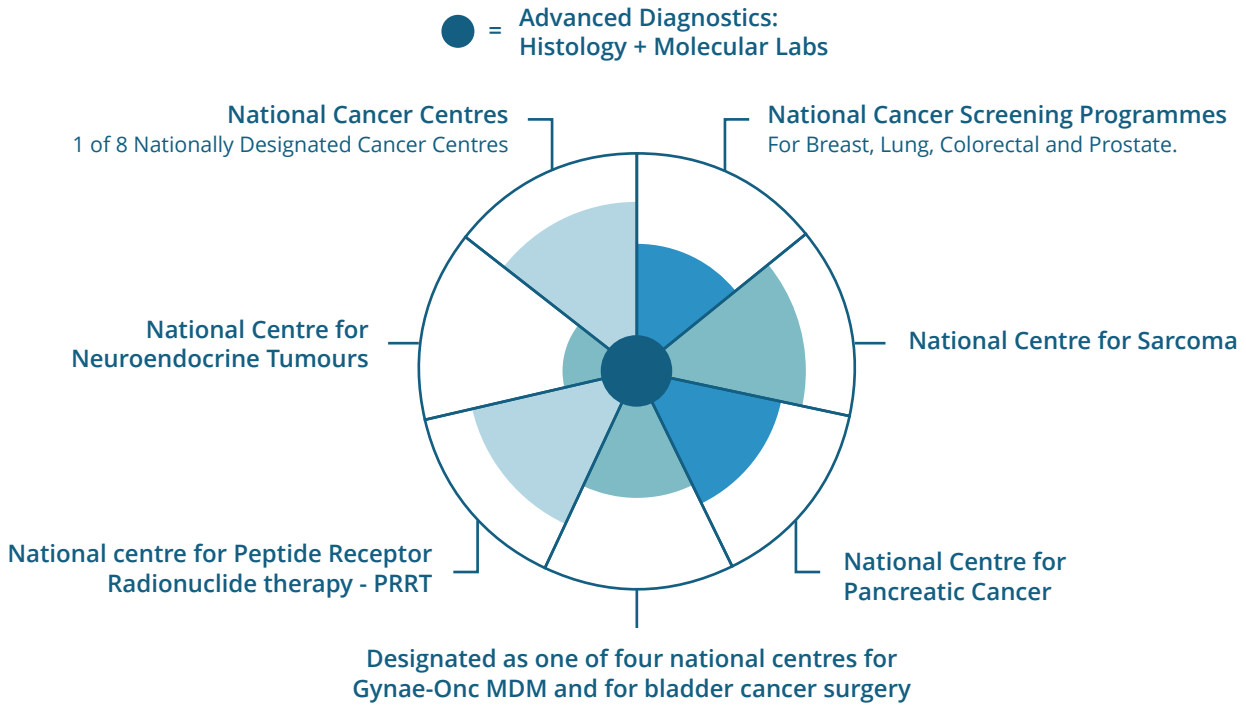 = Advanced Diagnostics:
Histology + Molecular Labs
National Cancer Centres
1 of 8 Nationally Designated Cancer Centres
National Cancer Screening Programmes
For Breast, Lung, Colorectal and Prostate.
National Centre for
Neuroendocrine Tumours
National Centre for Sarcoma
National centre for Peptide Receptor
Radionuclide therapy - PRRT
National Centre for
Pancreatic Cancer
Designated as one of four national centres for
Gynae-Onc MDM and for bladder cancer surgery